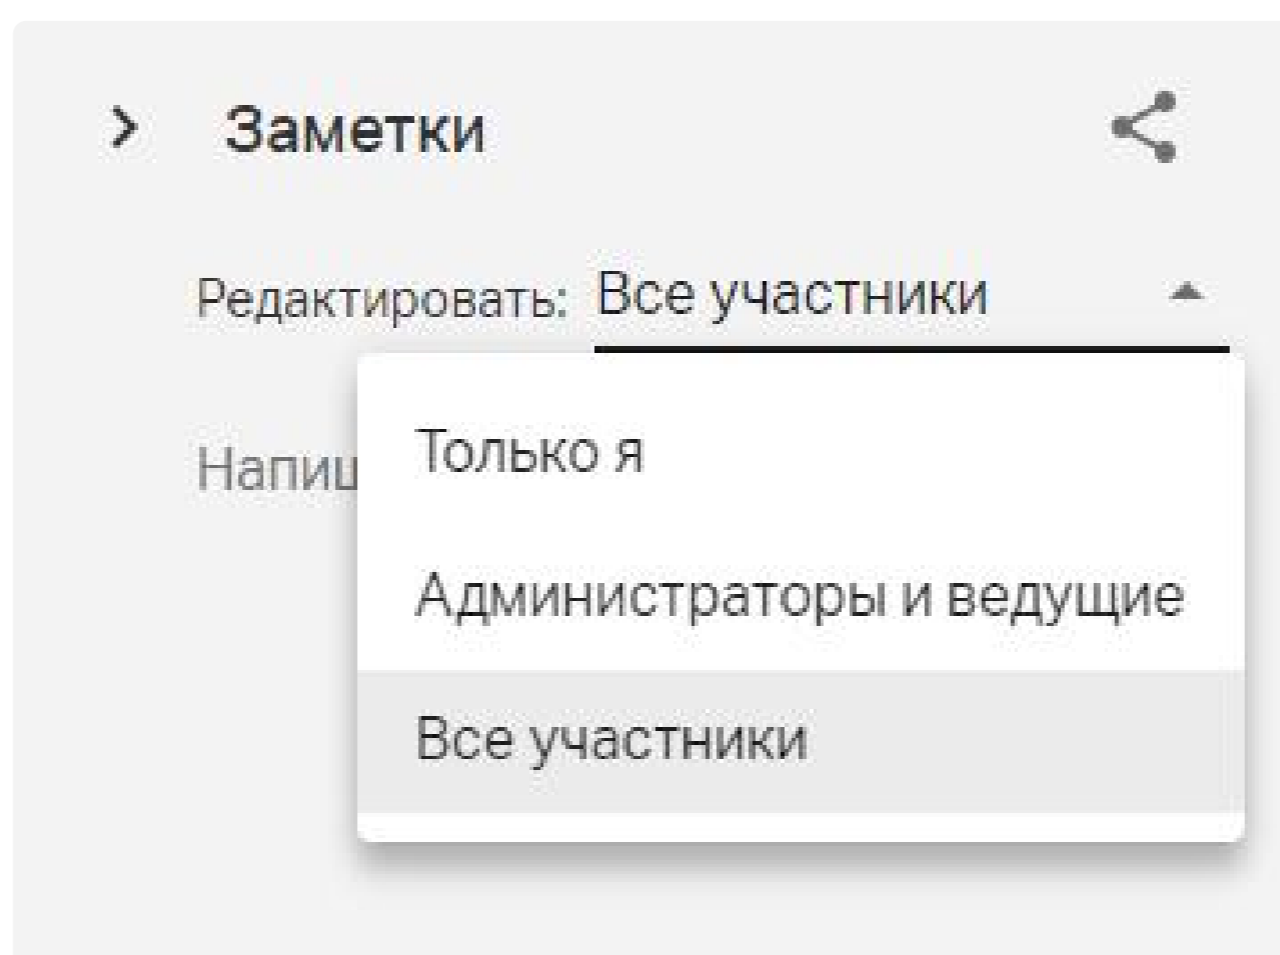 Заметки
Редактировать: Все участники
Только я
Администраторы и ведущие
Все участники